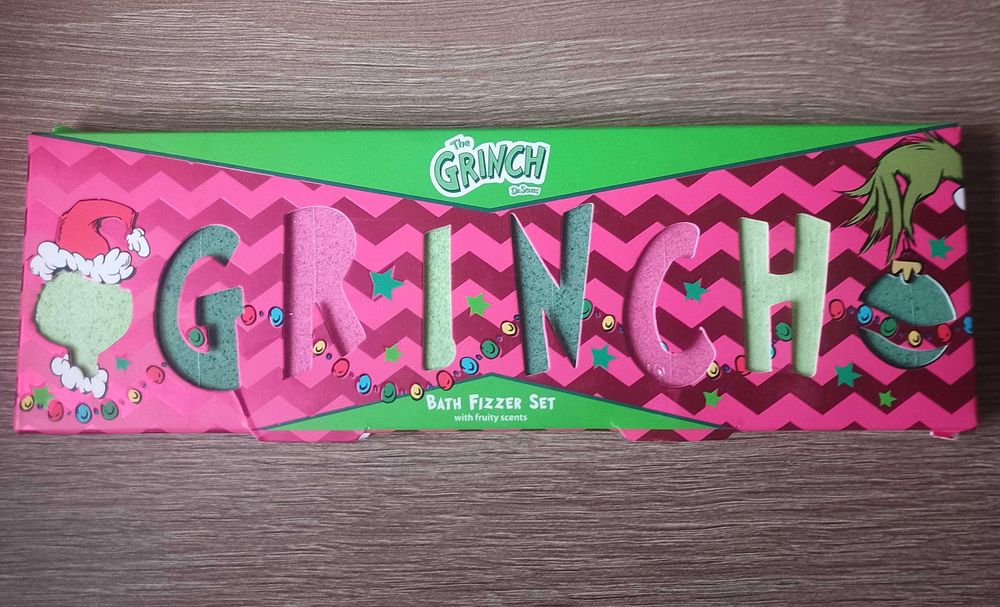 The
GRINCH
Dr. Seuss
GRINCH
BATH FIZZER SET
with fruity scents